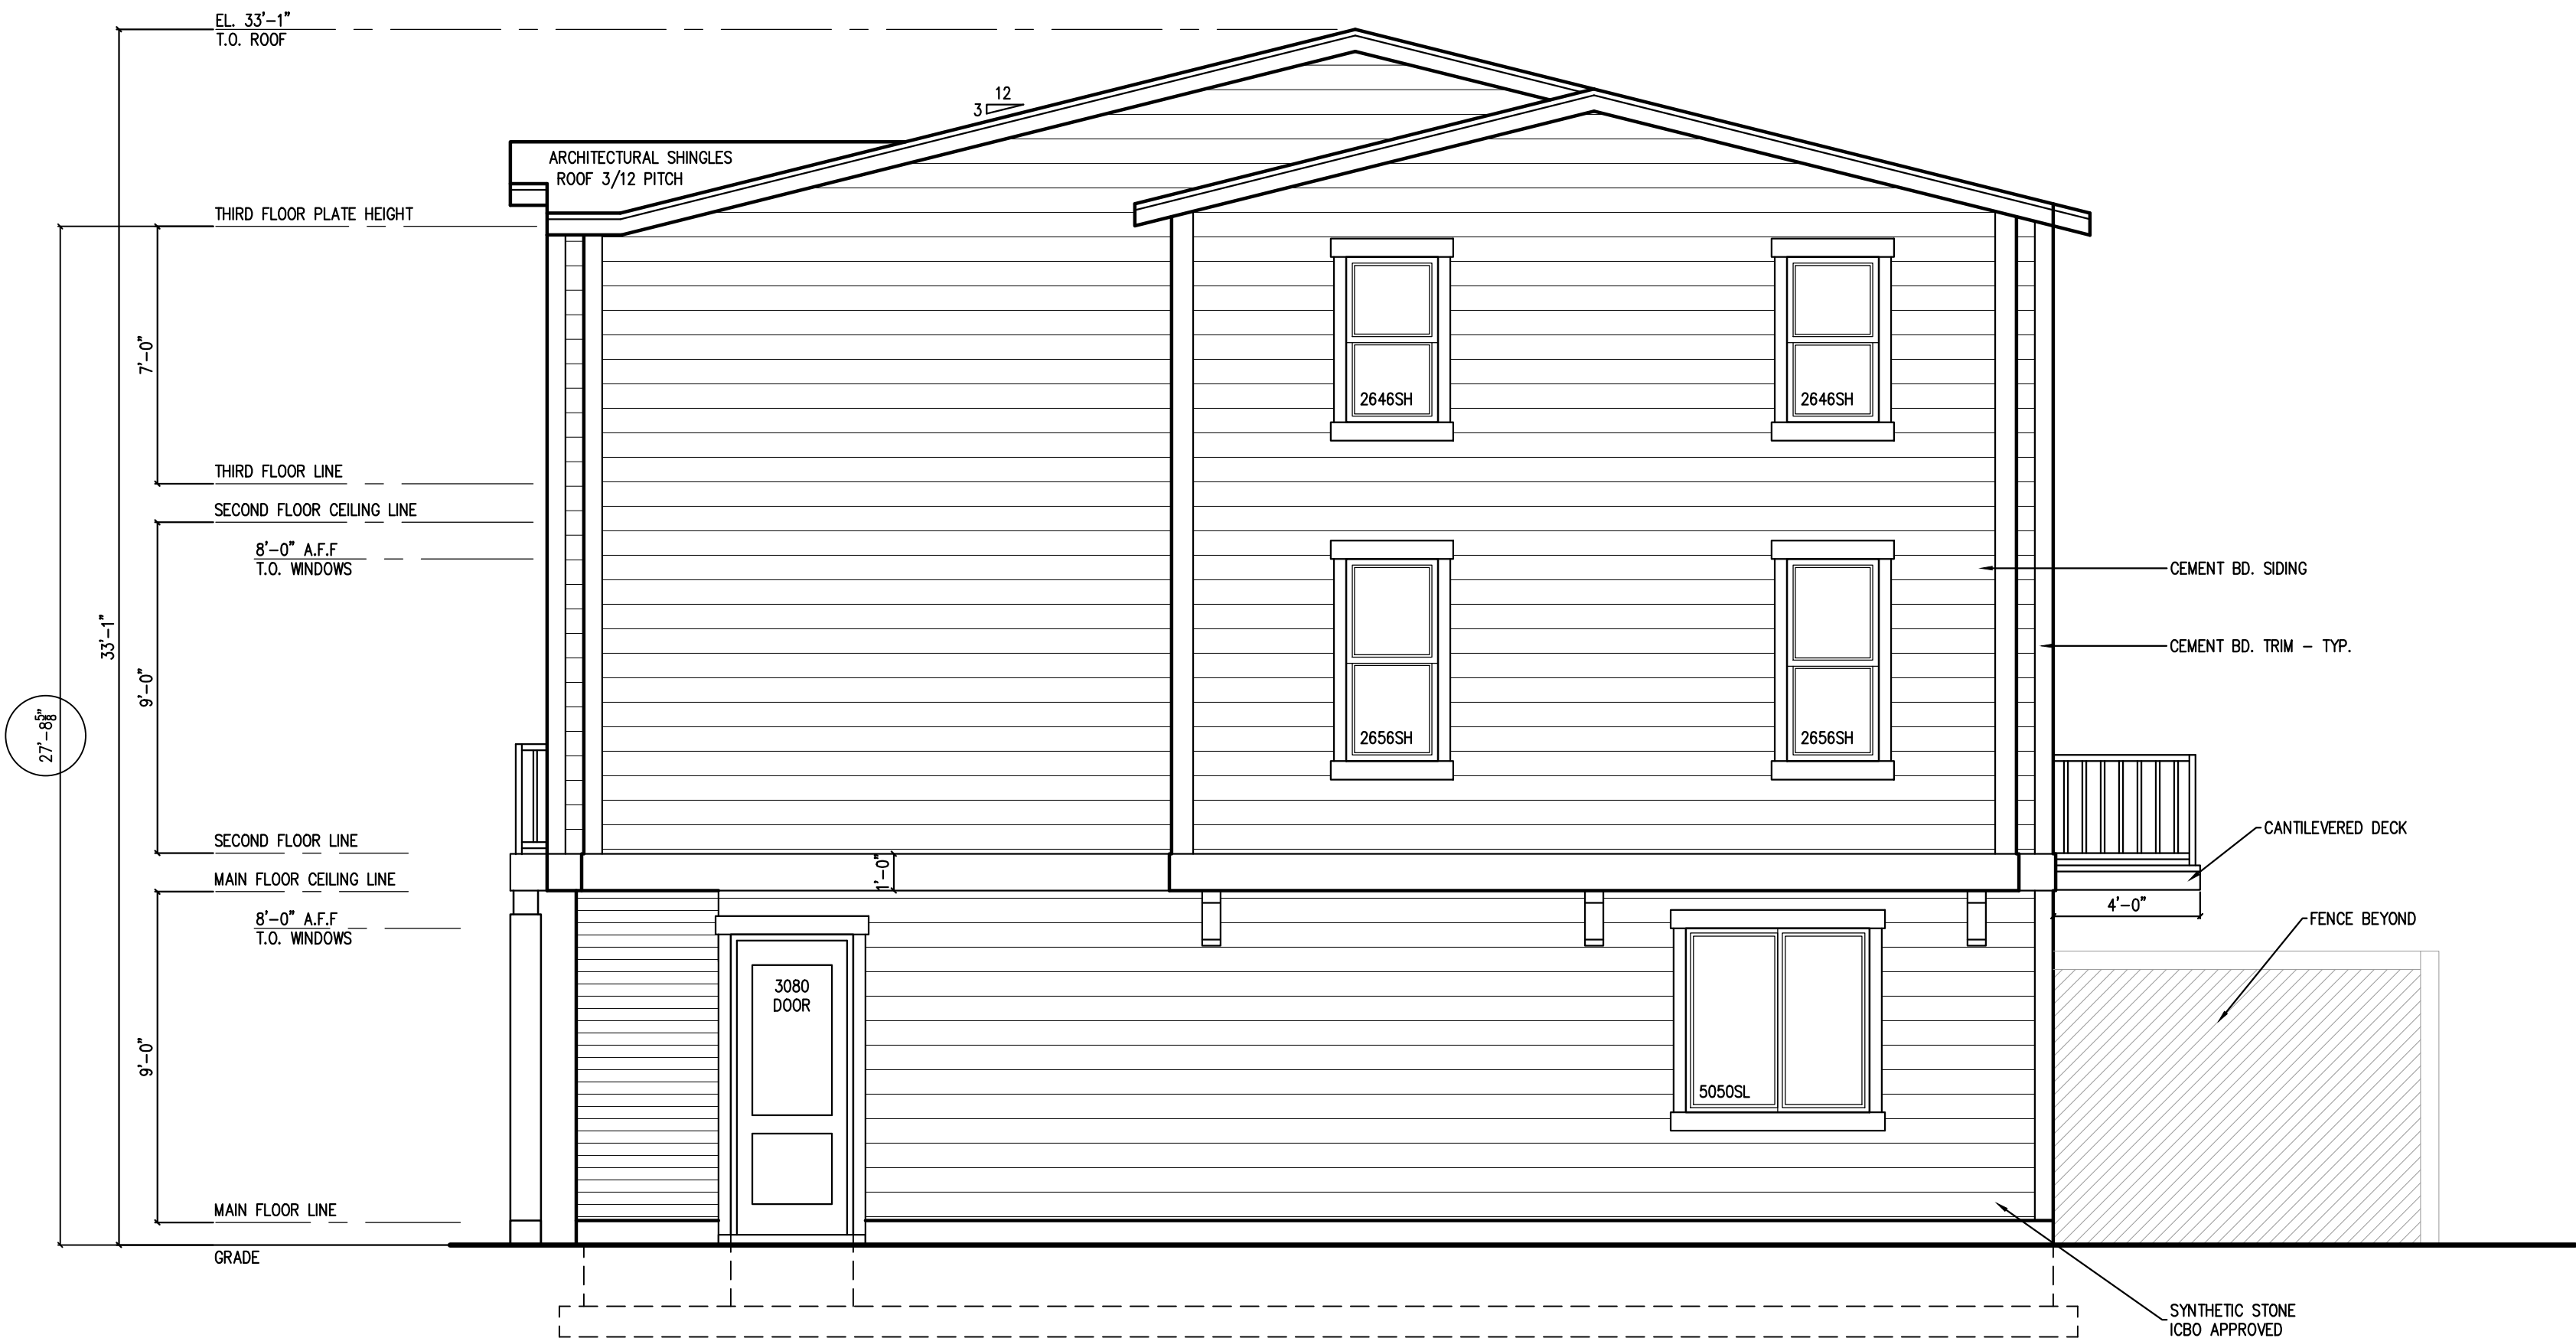 EL. 33'-1"
T.O. ROOF
12
3
ARCHITECTURAL SHINGLES
ROOF 3/12 PITCH
THIRD FLOOR PLATE HEIGHT
7'-0"
2646SH
2646SH
THIRD FLOOR LINE
SECOND FLOOR CEILING LINE
8'-0" A.F.F
T.O. WINDOWS
CEMENT BD. SIDING
33'-1"
CEMENT BD. TRIM - TYP.
9'-0"
27'-8 5/8"
2656SH
2656SH
CANTILEVERED DECK
SECOND FLOOR LINE
1'-0"
MAIN FLOOR CEILING LINE
4'-0"
8'-0" A.F.F
T.O. WINDOWS
FENCE BEYOND
3080
DOOR
9'-0"
5050SL
MAIN FLOOR LINE
GRADE
SYNTHETIC STONE
ICBO APPROVED